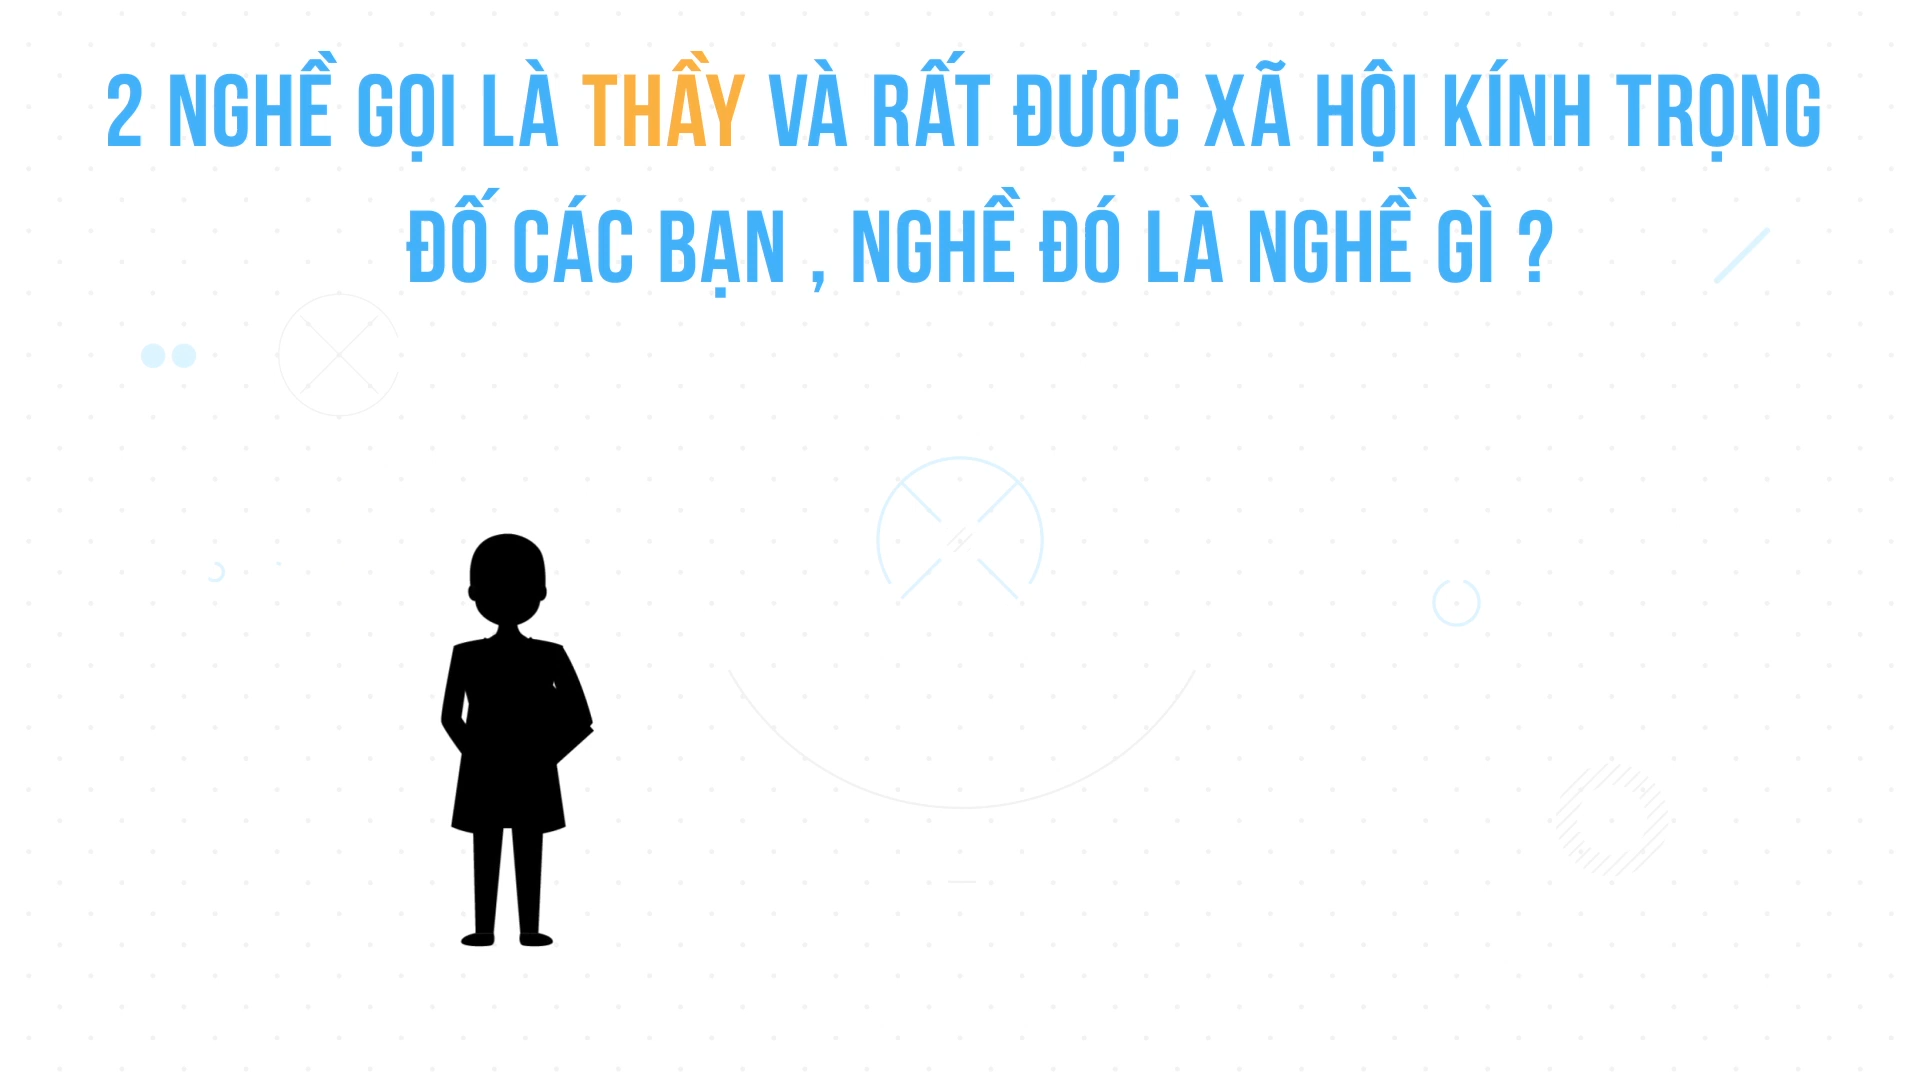 2 NGHỀ GỌI LÀ THẦY VÀ RẤT ĐƯỢC XÃ HỘI KÍNH TRỌNG
ĐỐ CÁC BẠN , NGHỀ ĐÓ LÀ NGHỀ GÌ ?